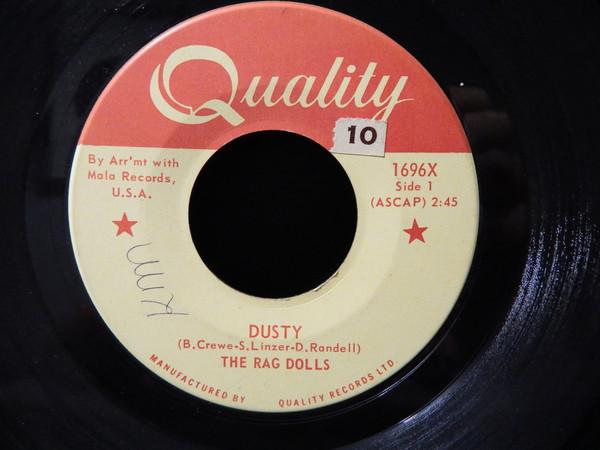 Quality
10
By Arr'mt with
Mala Records,
U.S.A.
1696X
Side 1
(ASCAP) 2:45
DUSTY
(B. Crewe-S. Linzer-D. Randell)
THE RAG DOLLS
MANUFACTURED BY QUALITY RECORDS LTD.